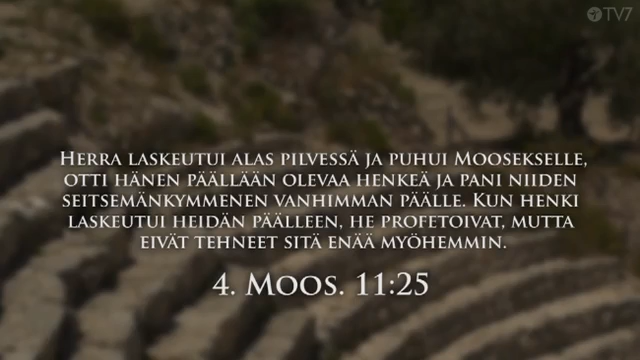 TV7
Herra laskeutui alas pilvessä ja puhui Moosekselle,
otti hänen päällään olevaa henkeä ja pani niiden
seitsemänkymmenen vanhimman päälle. Kun henki
laskeutui heidän päälleen, he profetoivat, mutta
eivät tehneet sitä enää myöhemmin.
4. Moos. 11:25